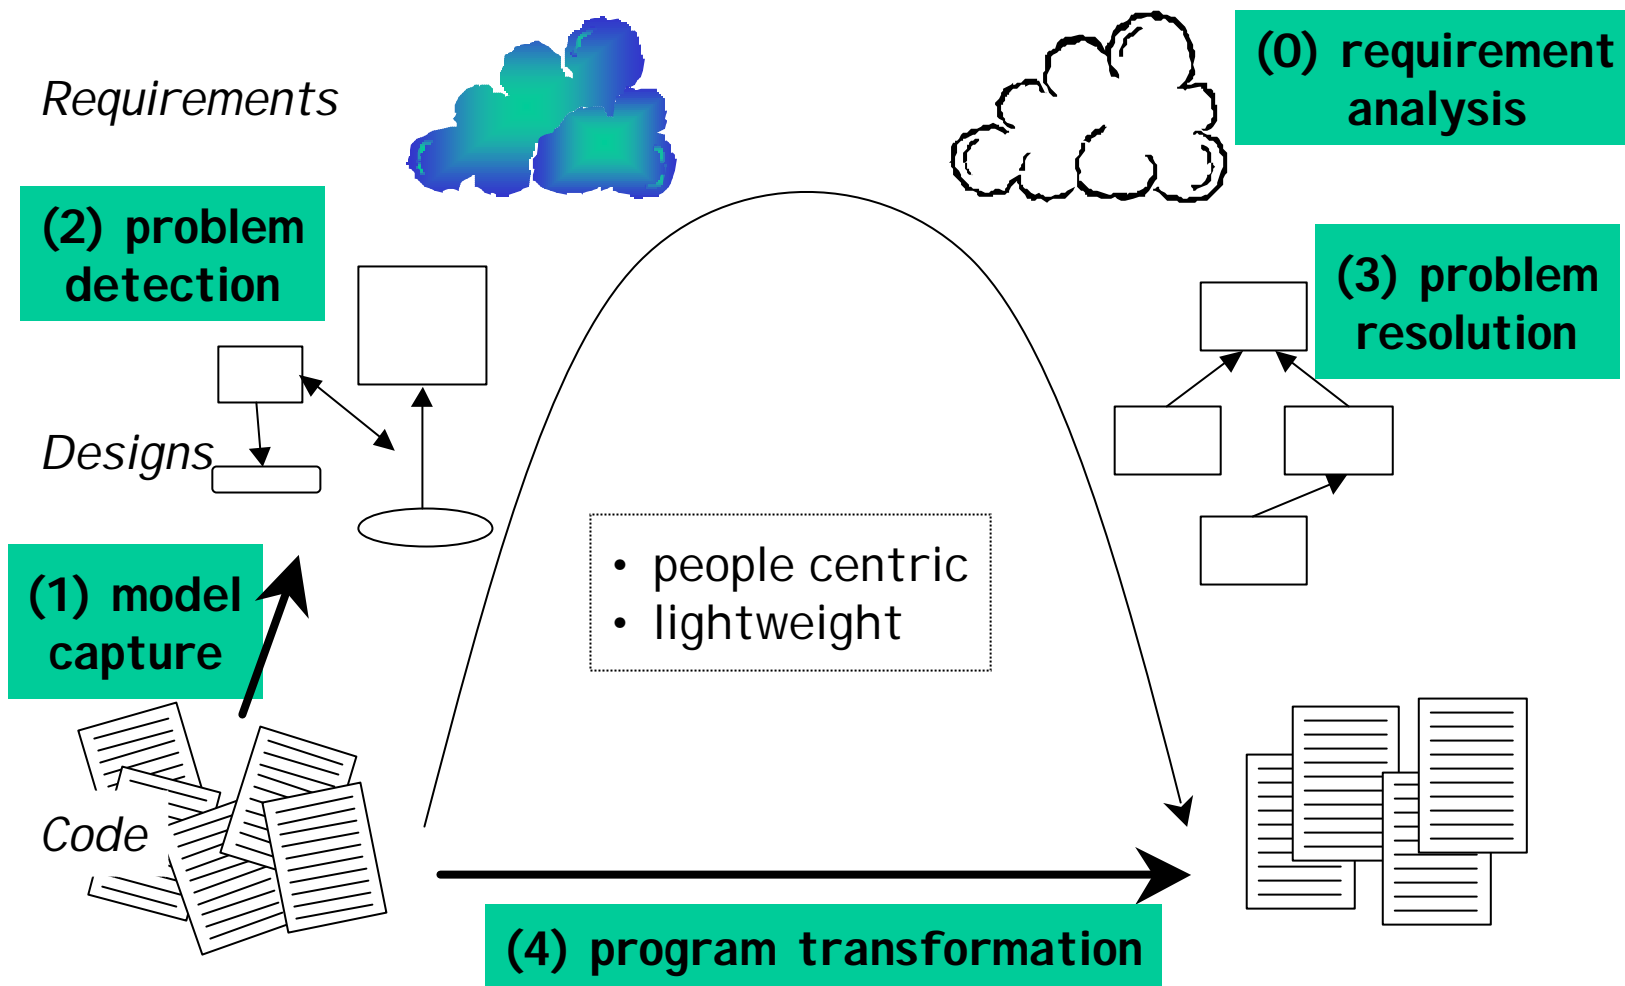 Requirements
(0) requirement
analysis
(2) problem
detection
(3) problem
resolution
Designs
• people centric
• lightweight
(1) model
capture
Code
(4) program transformation